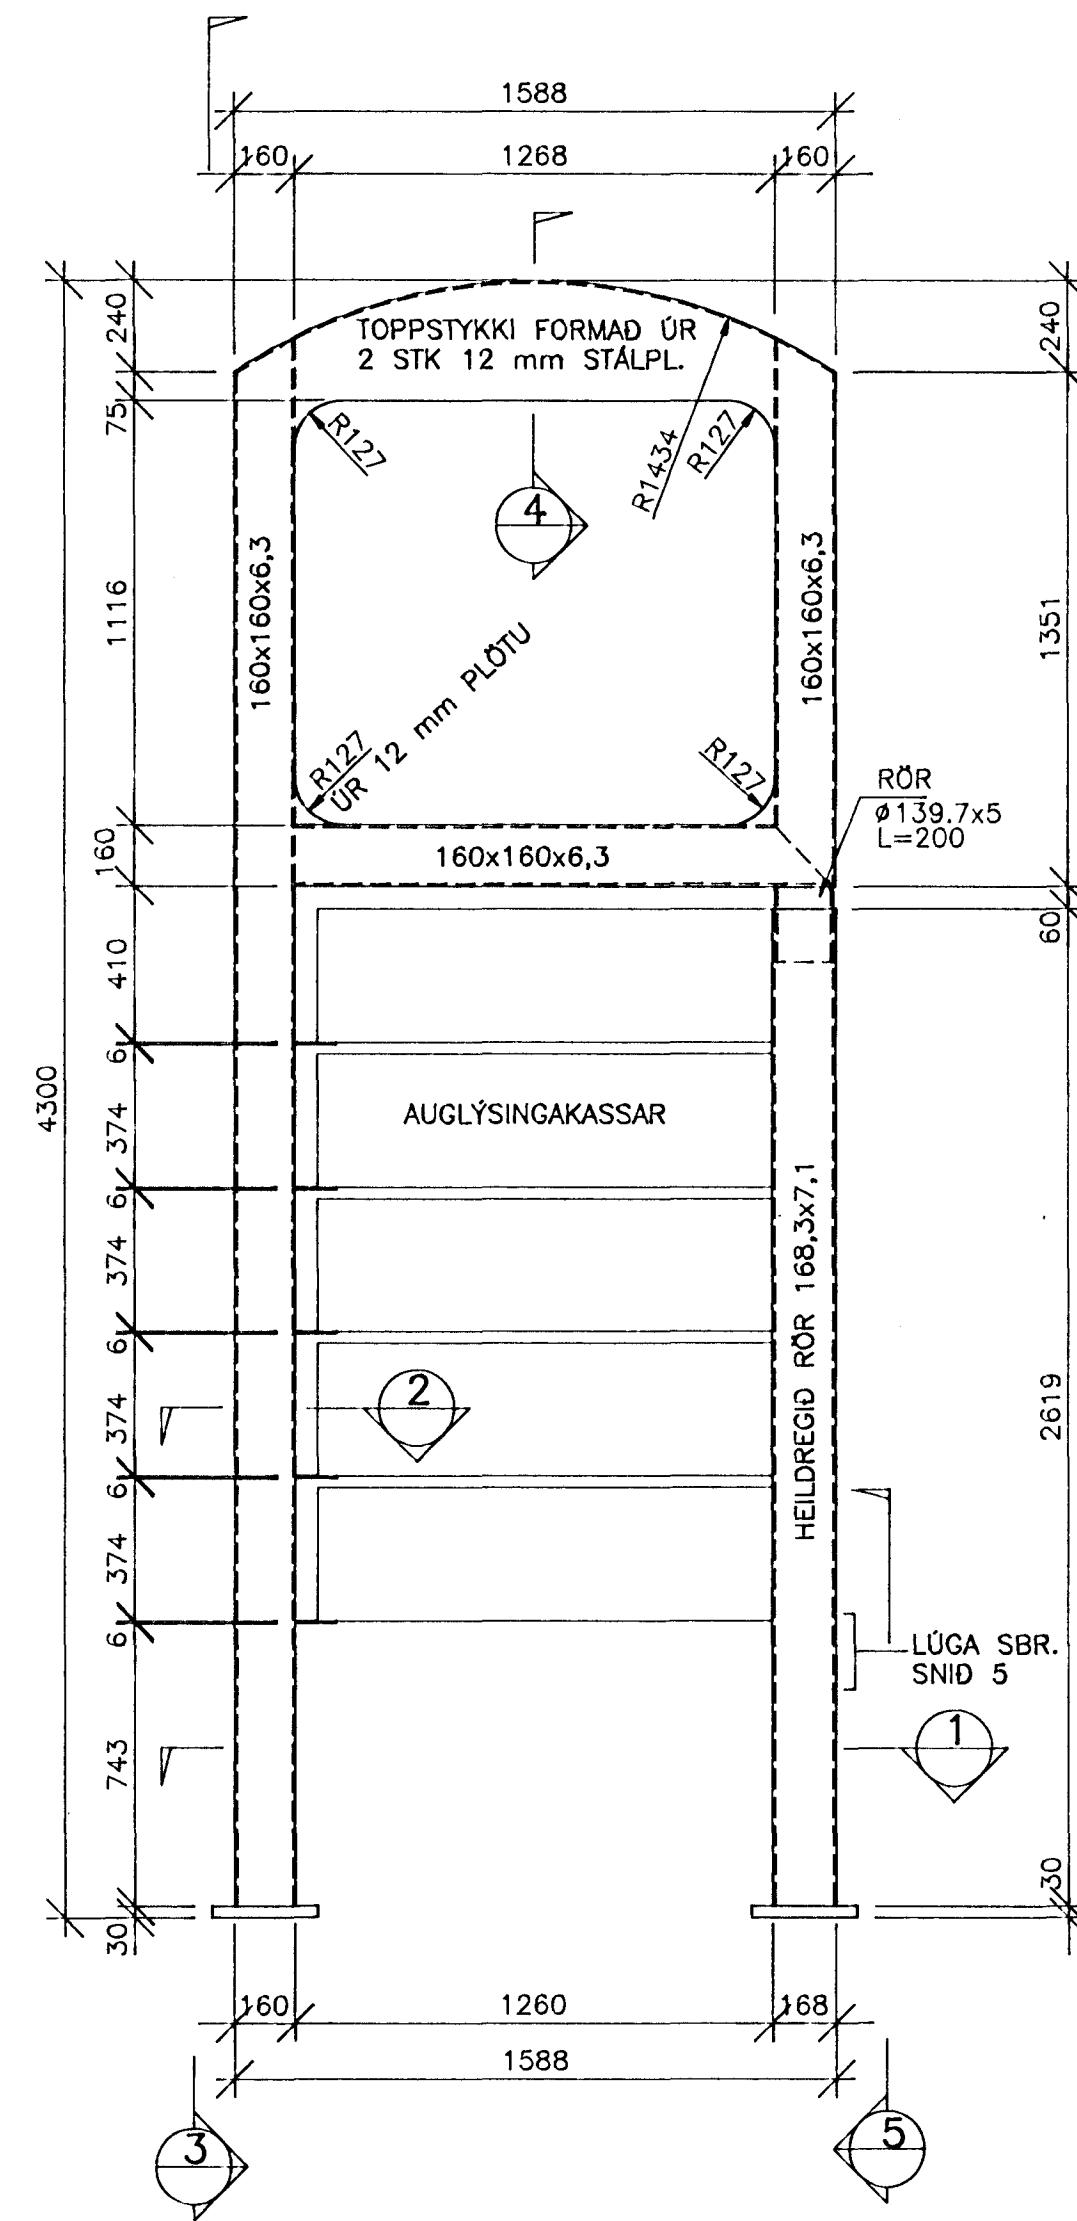 1588
160
1268
160
240
240
TOPPSTYKKI FORMAÐ ÚR
2 STK 12 mm STÁLPL.
75
R127
R1434
R127
4
160x160x6,3
160x160x6,3
1116
1351
R127
ÚR 12 mm PLÖTU
R127
RÖR
ø139.7x5
L=200
160
160x160x6,3
60
410
6
4300
374
AUGLÝSINGAKASSAR
6
374
HEILDREGIÐ RÖR 168,3x7,1
6
374
2
2619
6
374
6
LÚGA SBR.
SNIÐ 5
743
1
30
30
160
1260
168
1588
3
5